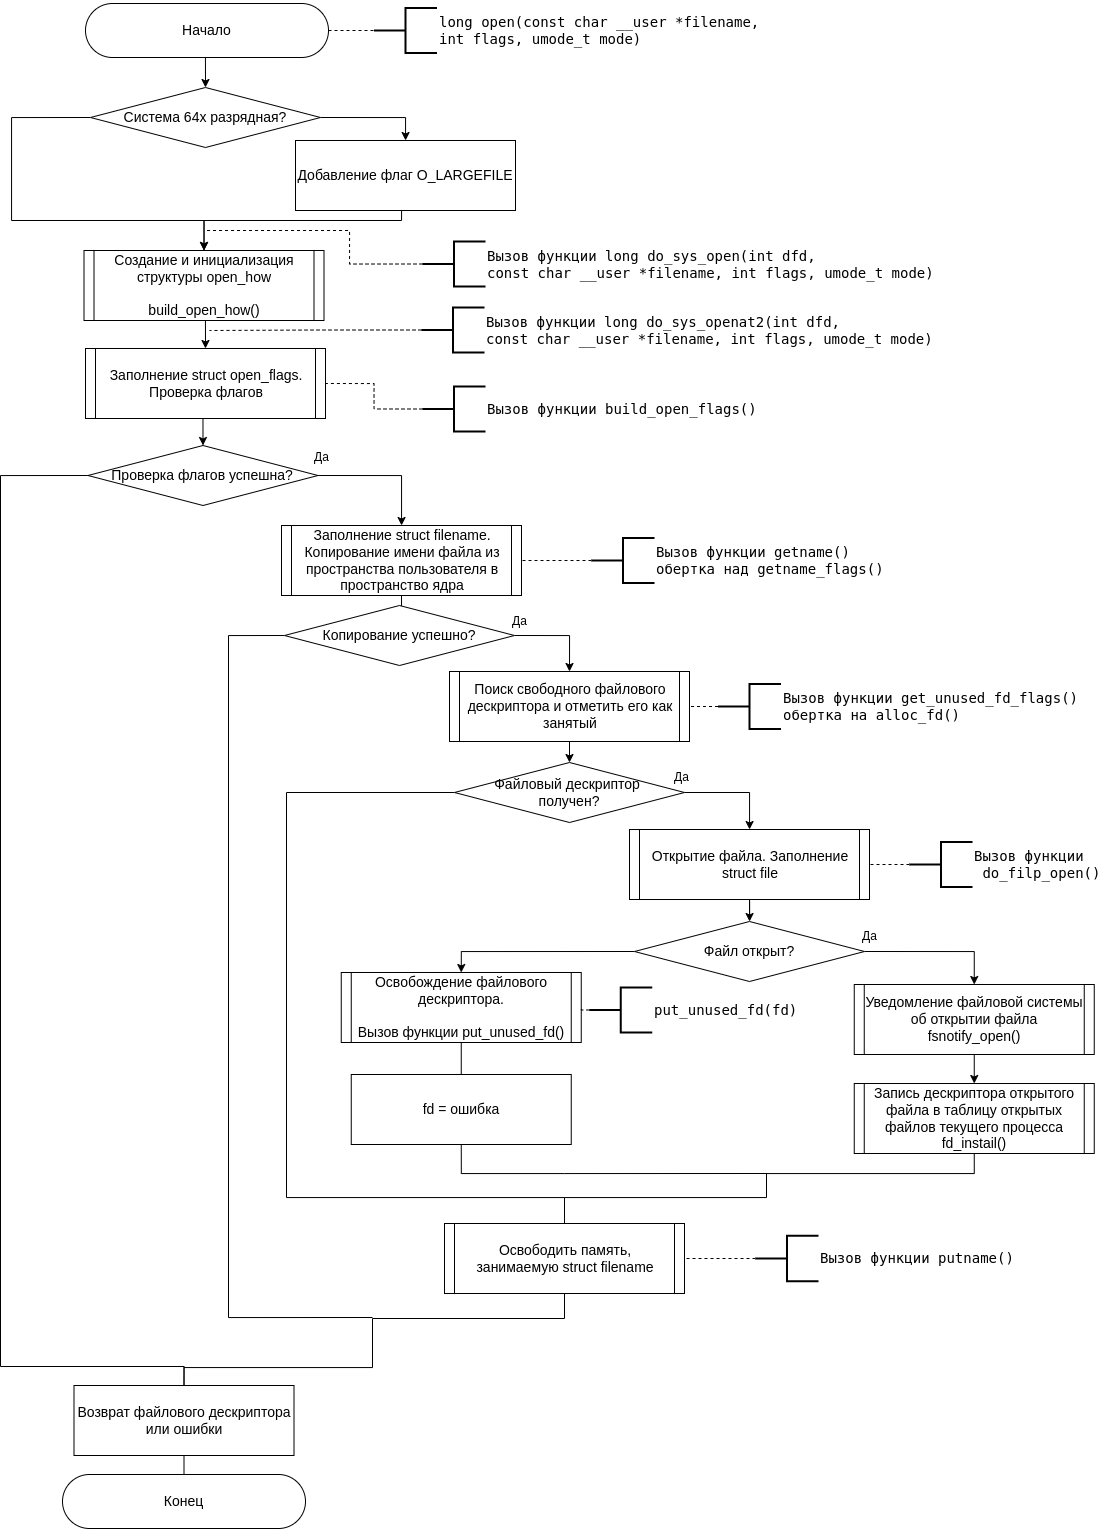 Начало
long open(const char __user *filename,
int flags, umode_t mode)
Система 64х разрядная?
Добавление флаг O_LARGEFILE
Создание и инициализация
структуры open_how
build_open_how()
Вызов функции long do_sys_open(int dfd,
const char __user *filename, int flags, umode_t mode)
Вызов функции long do_sys_openat2(int dfd,
const char __user *filename, int flags, umode_t mode)
Заполнение struct open_flags.
Проверка флагов
Вызов функции build_open_flags()
Проверка флагов успешна?
Да
Заполнение struct filename.
Копирование имени файла из
пространства пользователя в
пространство ядра
Вызов функции getname()
обертка над getname_flags()
Копирование успешно?
Да
Поиск свободного файлового
дескриптора и отметить его как
занятый
Вызов функции get_unused_fd_flags()
обертка на alloc_fd()
Файловый дескриптор
получен?
Да
Открытие файла. Заполнение
struct file
Вызов функции
do_filp_open()
Файл открыт?
Да
Освобождение файлового
дескриптора.
Вызов функции put_unused_fd()
put_unused_fd(fd)
Уведомление файловой системы
об открытии файла
fsnotify_open()
fd = ошибка
Запись дескриптора открытого
файла в таблицу открытых
файлов текущего процесса
fd_instail()
Освободить память,
занимаемую struct filename
Вызов функции putname()
Возврат файлового дескриптора
или ошибки
Конец